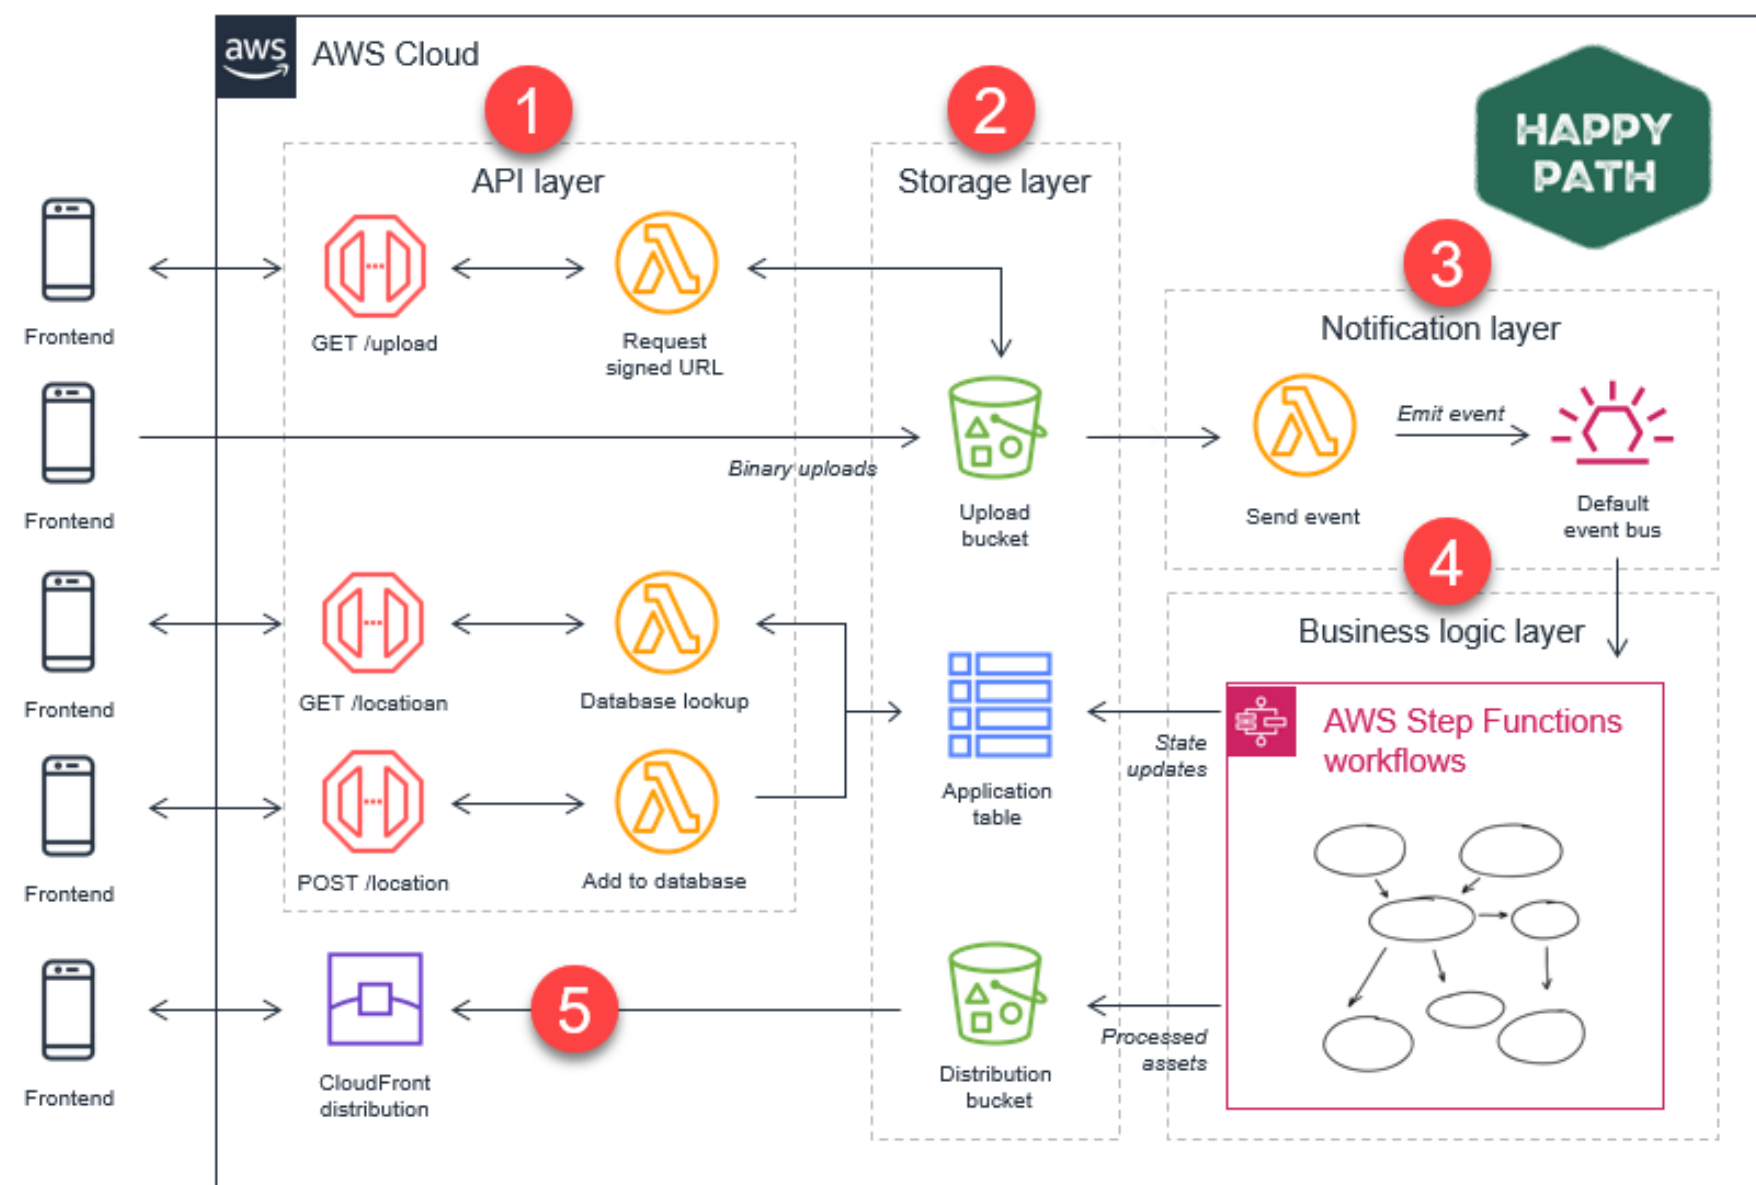 aws
AWS Cloud
HAPPY
PATH
1
API layer
2
Storage layer
3
Notification layer
Frontend
GET /upload
Request
signed URL
Frontend
Binary uploads
Upload
bucket
Send event
Emit event
Default
event bus
4
Business logic layer
Frontend
GET /locatioan
Database lookup
Application
table
State
updates
AWS Step Functions
workflows
Frontend
POST /location
Add to database
Frontend
CloudFront
distribution
5
Distribution
bucket
Processed
assets